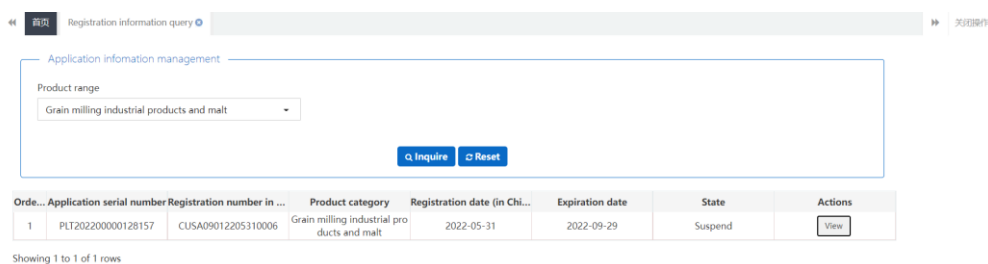 首页 Registration information query 关闭操作
Application infomation management
Product range
Grain milling industrial products and malt
Inquire Reset
Orde... Application serial number Registration number in ... Product category Registration date (in Chi... Expiration date State Actions
1 PLT202200000128157 CUSA09012205310006 Grain milling industrial pro 2022-05-31 2022-09-29 Suspend View
ducts and malt
Showing 1 to 1 of 1 rows